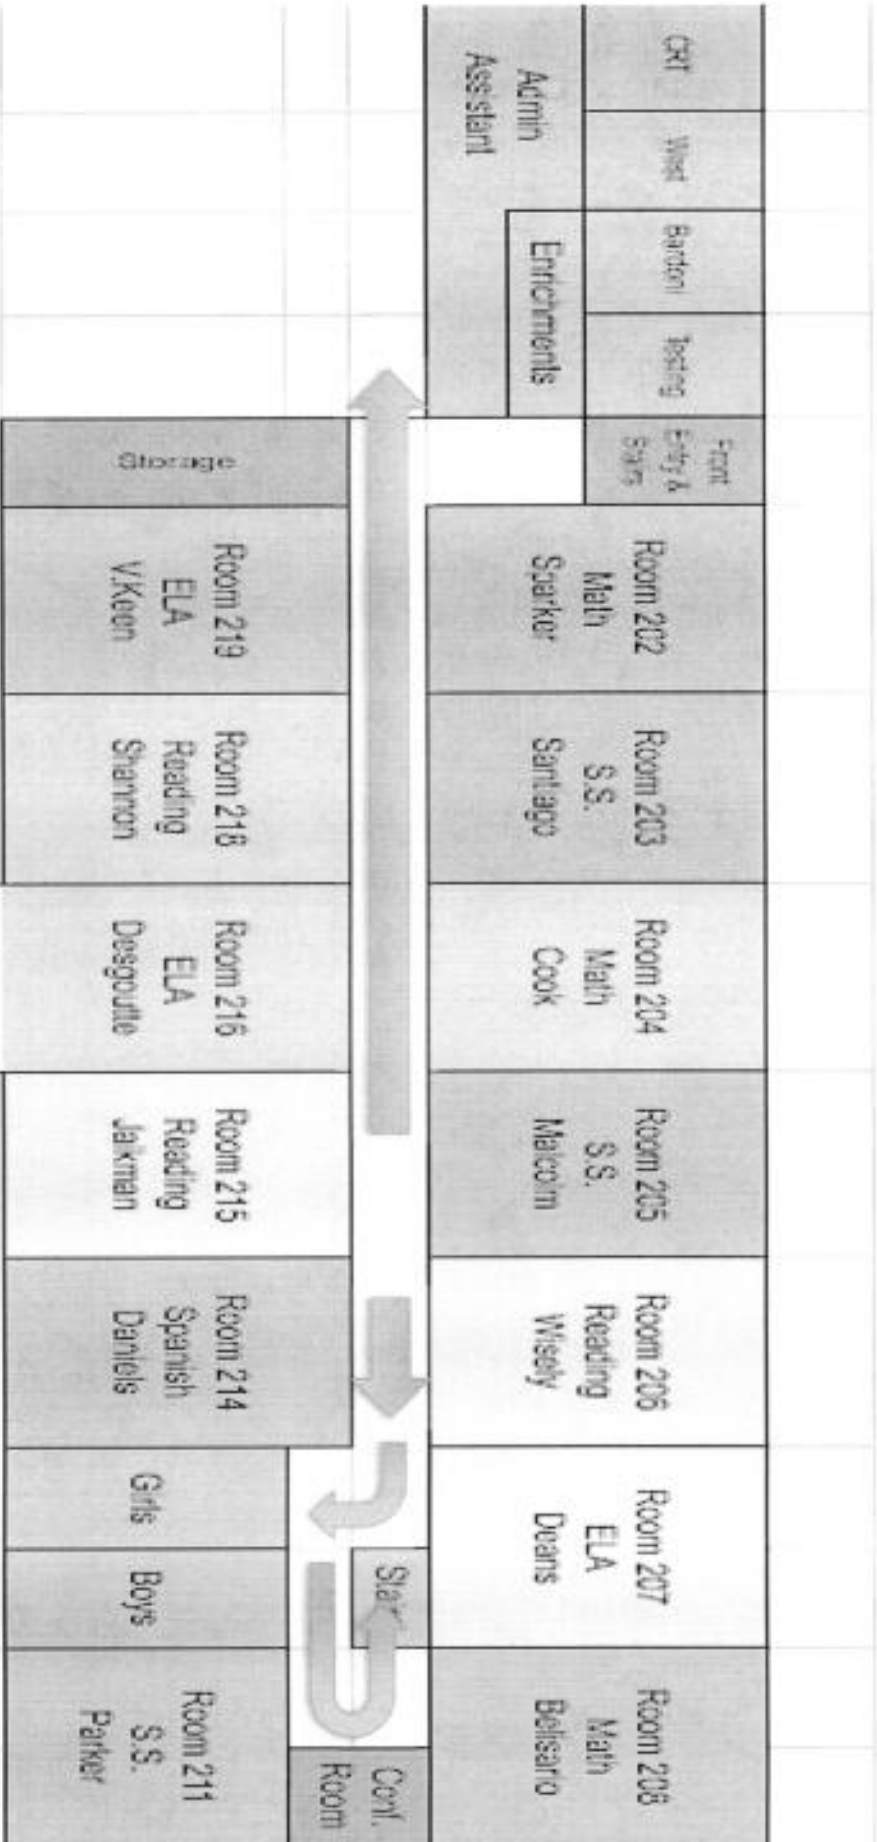 CRT
West
Bardoni
Testing
Front
Entry &
Stairs
Admin
Assistant
Enrichments
Room 202
Math
Sparker
Room 203
S.S.
Santiago
Room 204
Math
Cook
Room 205
S.S.
Malcolm
Room 206
Reading
Wisely
Room 207
ELA
Deans
Room 208
Math
Belisario
Storage
Room 219
ELA
V.Keen
Room 218
Reading
Shannon
Room 216
ELA
Desgoutte
Room 215
Reading
Jaikman
Room 214
Spanish
Daniels
Girls
Boys
Room 211
S.S.
Parker
Conf.
Room